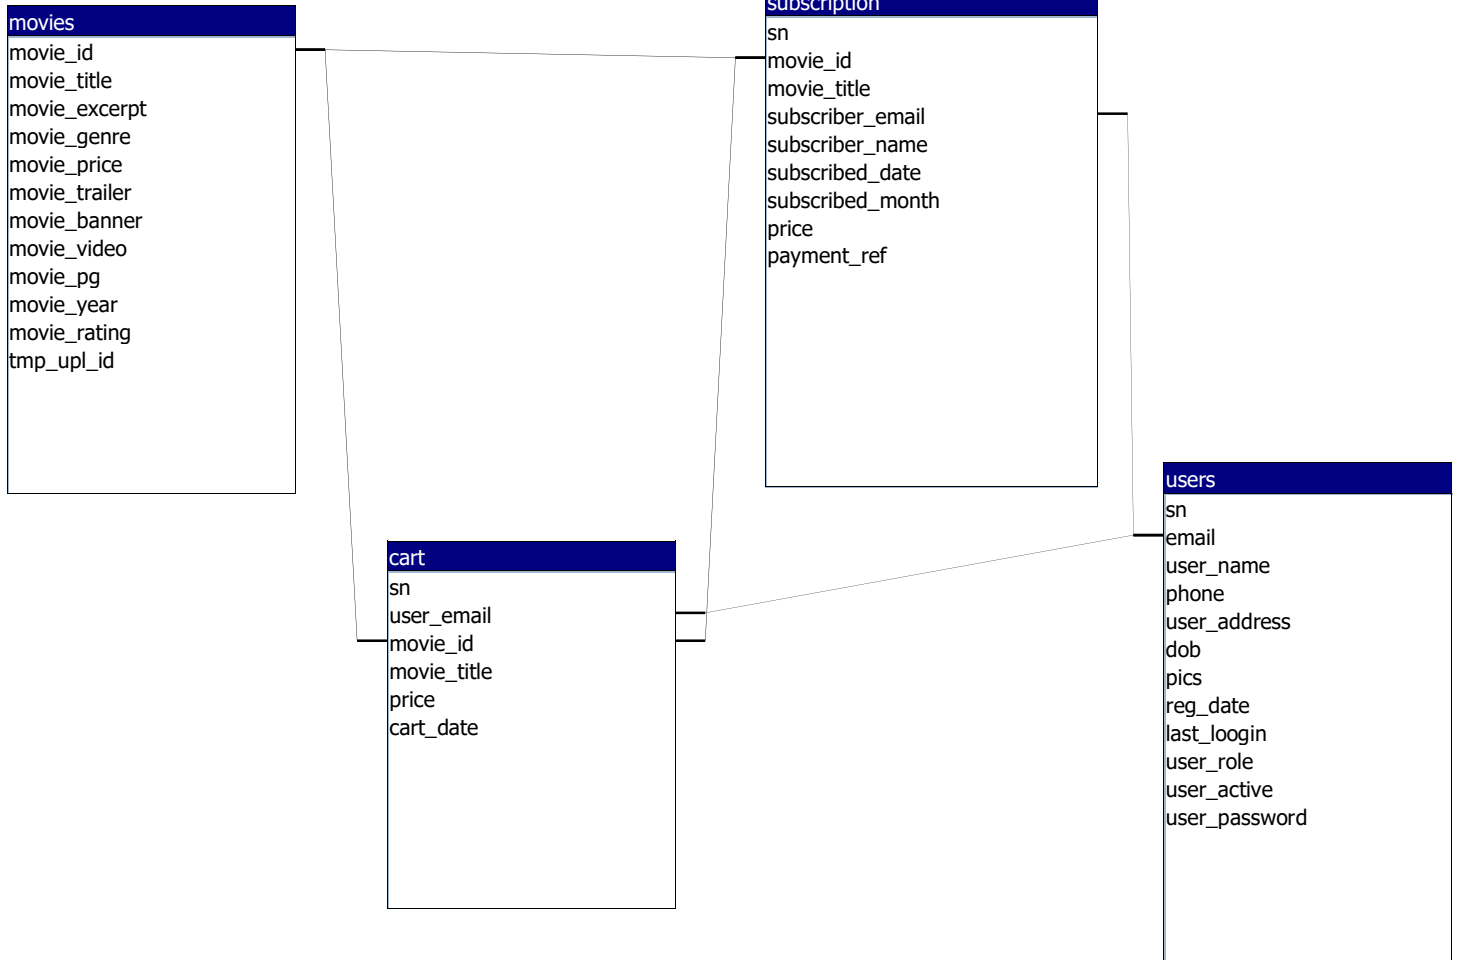 movies
movie_id
movie_title
movie_excerpt
movie_genre
movie_price
movie_trailer
movie_banner
movie_video
movie_pg
movie_year
movie_rating
tmp_upl_id
subscription
sn
movie_id
movie_title
subscriber_email
subscriber_name
subscribed_date
subscribed_month
price
payment_ref
cart
sn
user_email
movie_id
movie_title
price
cart_date
users
sn
email
user_name
phone
user_address
dob
pics
reg_date
last_loogin
user_role
user_active
user_password